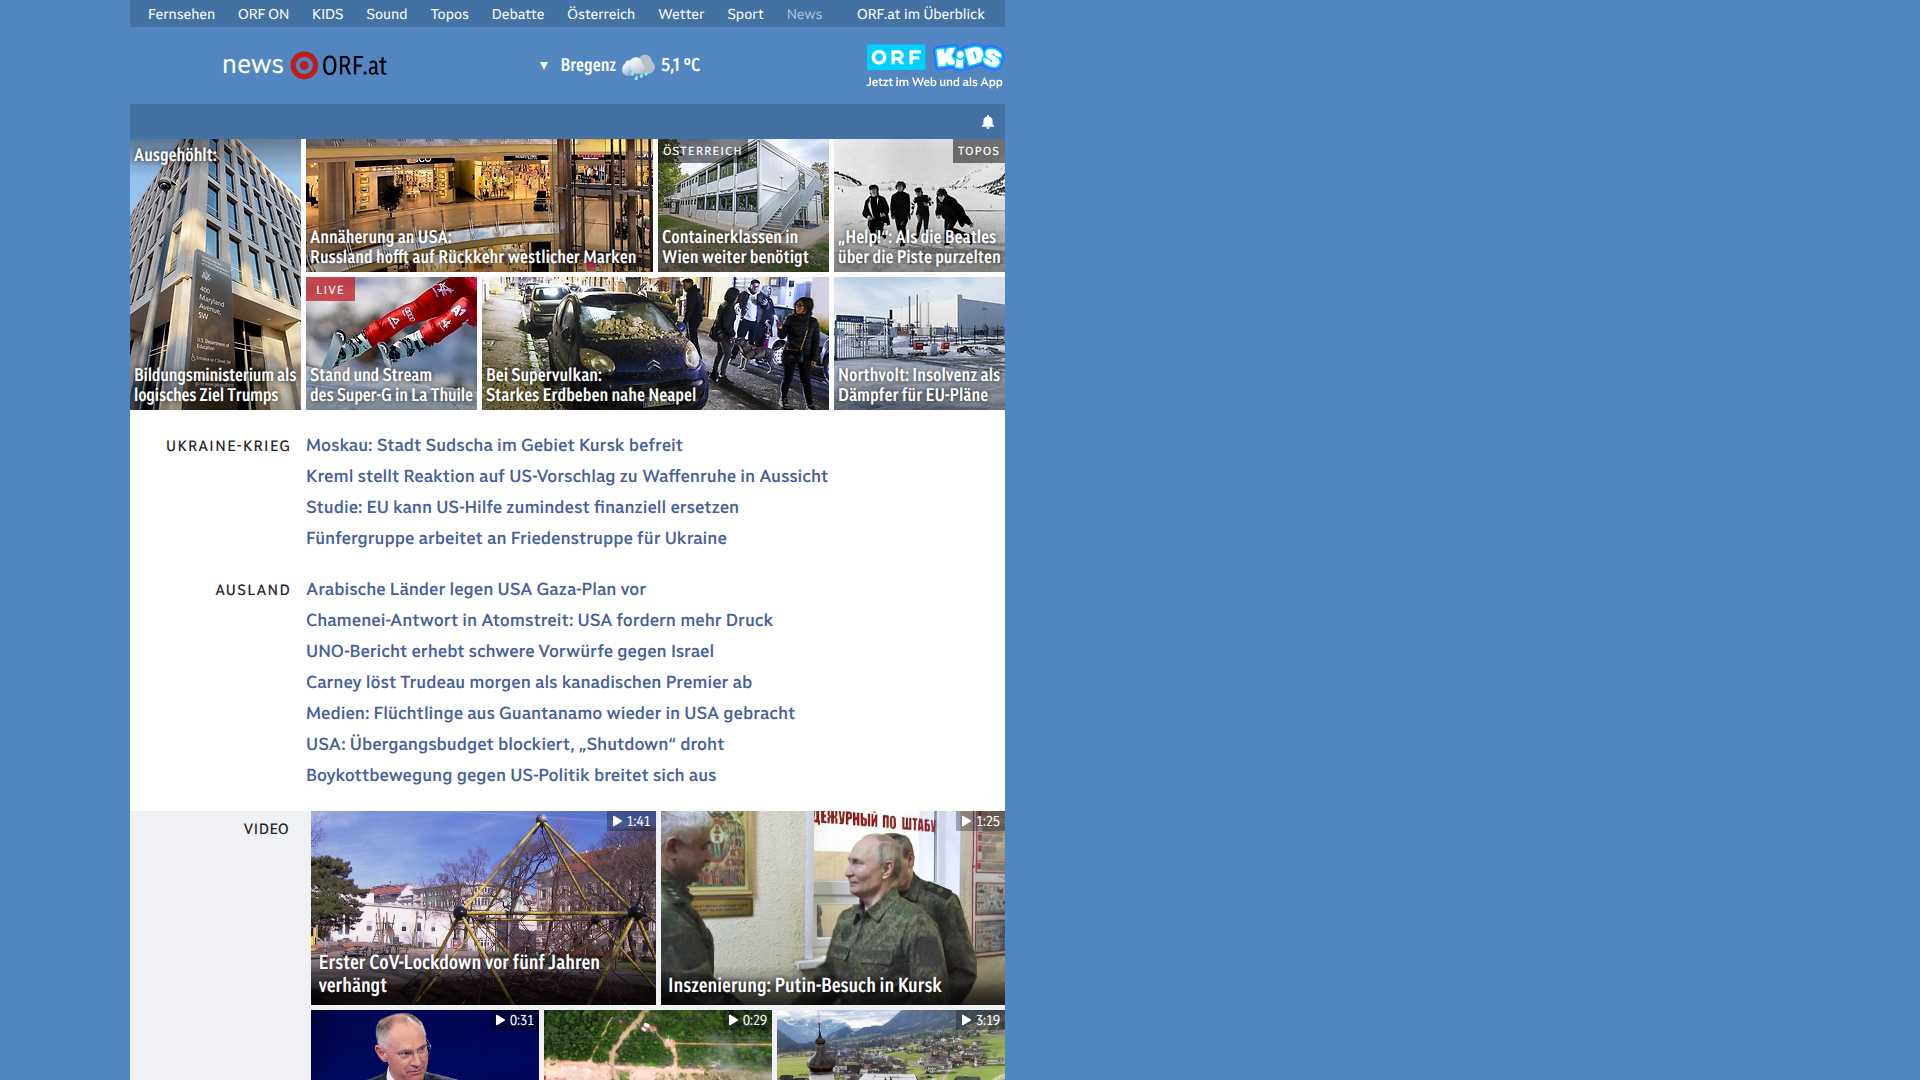 Fernsehen ORF ON KIDS Sound Topos Debatte Österreich Wetter Sport News ORF.at im Überblick
news ORF.at
▼ Bregenz 5,1 °C
ORF KIDS
Jetzt im Web und als App
Ausgehöhlt:
400
Maryland
Avenue,
SW
U.S. Department of
Education
Bildungsministerium als
logisches Ziel Trumps
Annäherung an USA:
Russland hofft auf Rückkehr westlicher Marken
ÖSTERREICH
Containerklassen in
Wien weiter benötigt
TOPOS
„Help!“: Als die Beatles
über die Piste purzelten
LIVE
Stand und Stream
des Super-G in La Thuile
Bei Supervulkan:
Starkes Erdbeben nahe Neapel
Northvolt: Insolvenz als
Dämpfer für EU-Pläne
UKRAINE-KRIEG
Moskau: Stadt Sudscha im Gebiet Kursk befreit
Kreml stellt Reaktion auf US-Vorschlag zu Waffenruhe in Aussicht
Studie: EU kann US-Hilfe zumindest finanziell ersetzen
Fünfergruppe arbeitet an Friedenstruppe für Ukraine
AUSLAND
Arabische Länder legen USA Gaza-Plan vor
Chamenei-Antwort in Atomstreit: USA fordern mehr Druck
UNO-Bericht erhebt schwere Vorwürfe gegen Israel
Carney löst Trudeau morgen als kanadischen Premier ab
Medien: Flüchtlinge aus Guantanamo wieder in USA gebracht
USA: Übergangsbudget blockiert, „Shutdown“ droht
Boykottbewegung gegen US-Politik breitet sich aus
VIDEO
1:41
Erster CoV-Lockdown vor fünf Jahren
verhängt
ДЕЖУРНЫЙ ПО ШТАБУ
1:25
Inszenierung: Putin-Besuch in Kursk
0:31
0:29
3:19